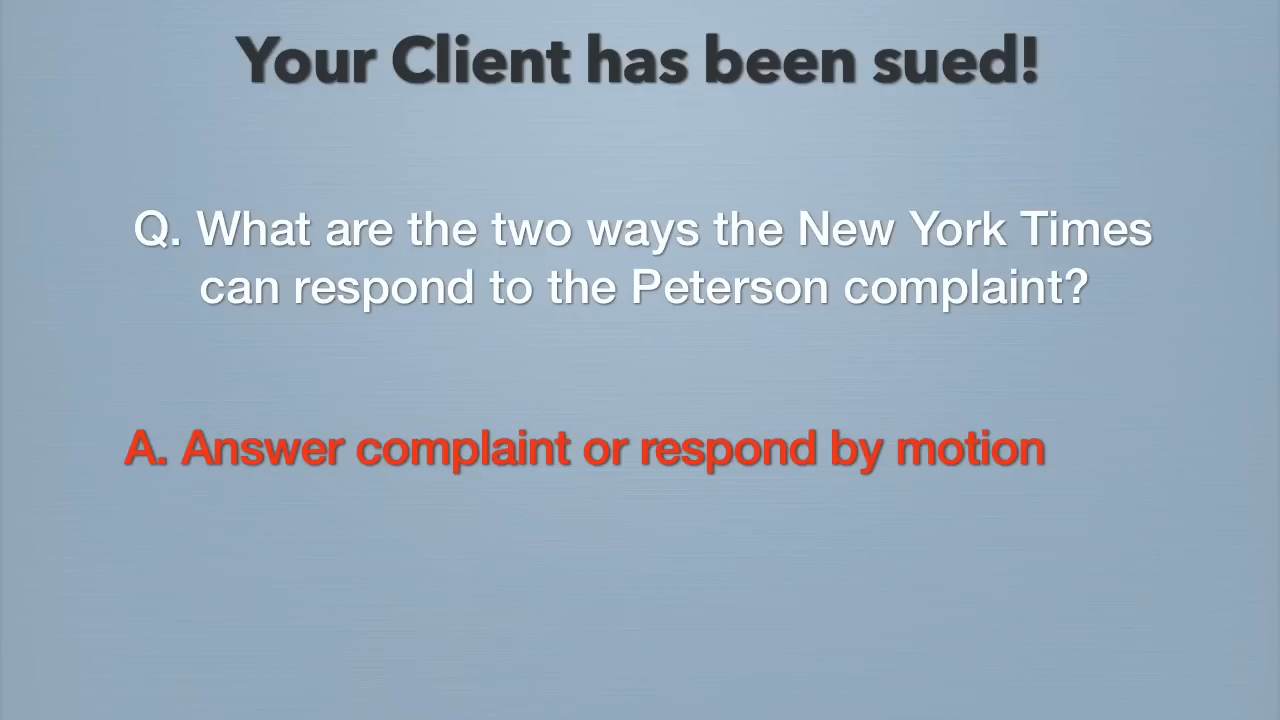 Your Client has been sued!
Q. What are the two ways the New York Times
can respond to the Peterson complaint?
A. Answer complaint or respond by motion